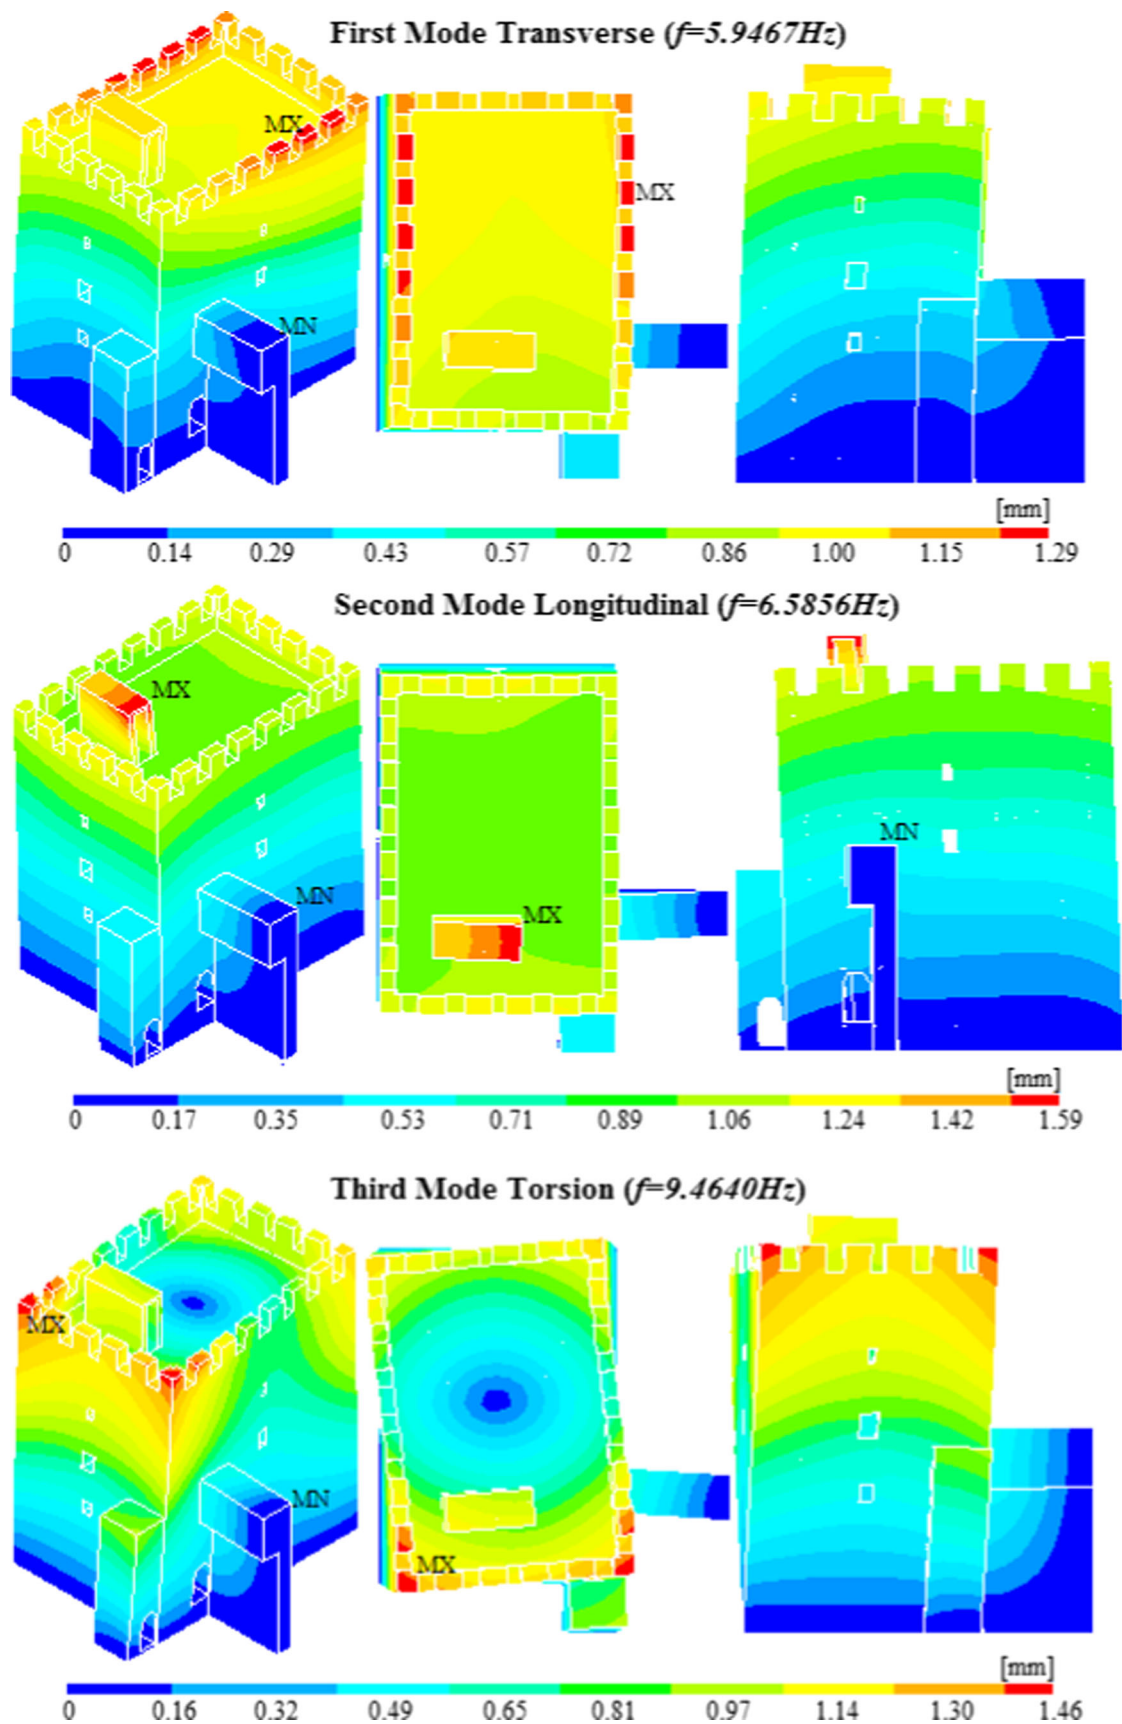 First Mode Transverse (f=5.9467Hz)
MX
MX
MN
[mm]
0 0.14 0.29 0.43 0.57 0.72 0.86 1.00 1.15 1.29
Second Mode Longitudinal (f=6.5856Hz)
MX
MN
MX
MN
[mm]
0 0.17 0.35 0.53 0.71 0.89 1.06 1.24 1.42 1.59
Third Mode Torsion (f=9.4640Hz)
MX
MN
MX
[mm]
0 0.16 0.32 0.49 0.65 0.81 0.97 1.14 1.30 1.46